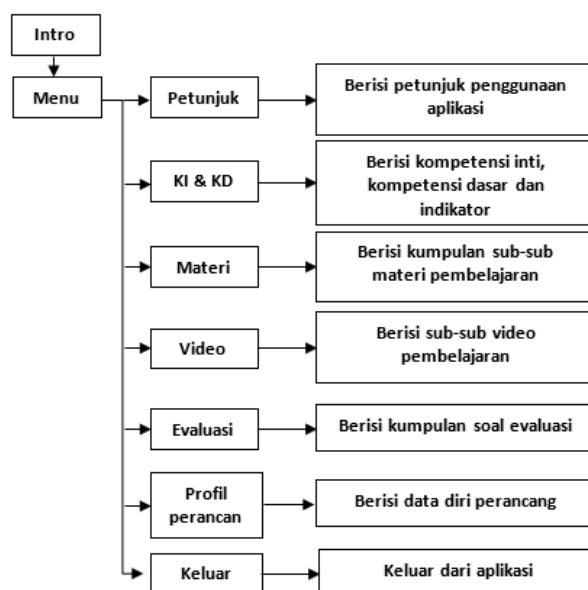 Intro
Menu
Petunjuk
Berisi petunjuk penggunaan
aplikasi
KI & KD
Berisi kompetensi inti,
kompetensi dasar dan
indikator
Materi
Berisi kumpulan sub-sub
materi pembelajaran
Video
Berisi sub-sub video
pembelajaran
Evaluasi
Berisi kumpulan soal evaluasi
Profil
perancan
Berisi data diri perancang
Keluar
Keluar dari aplikasi